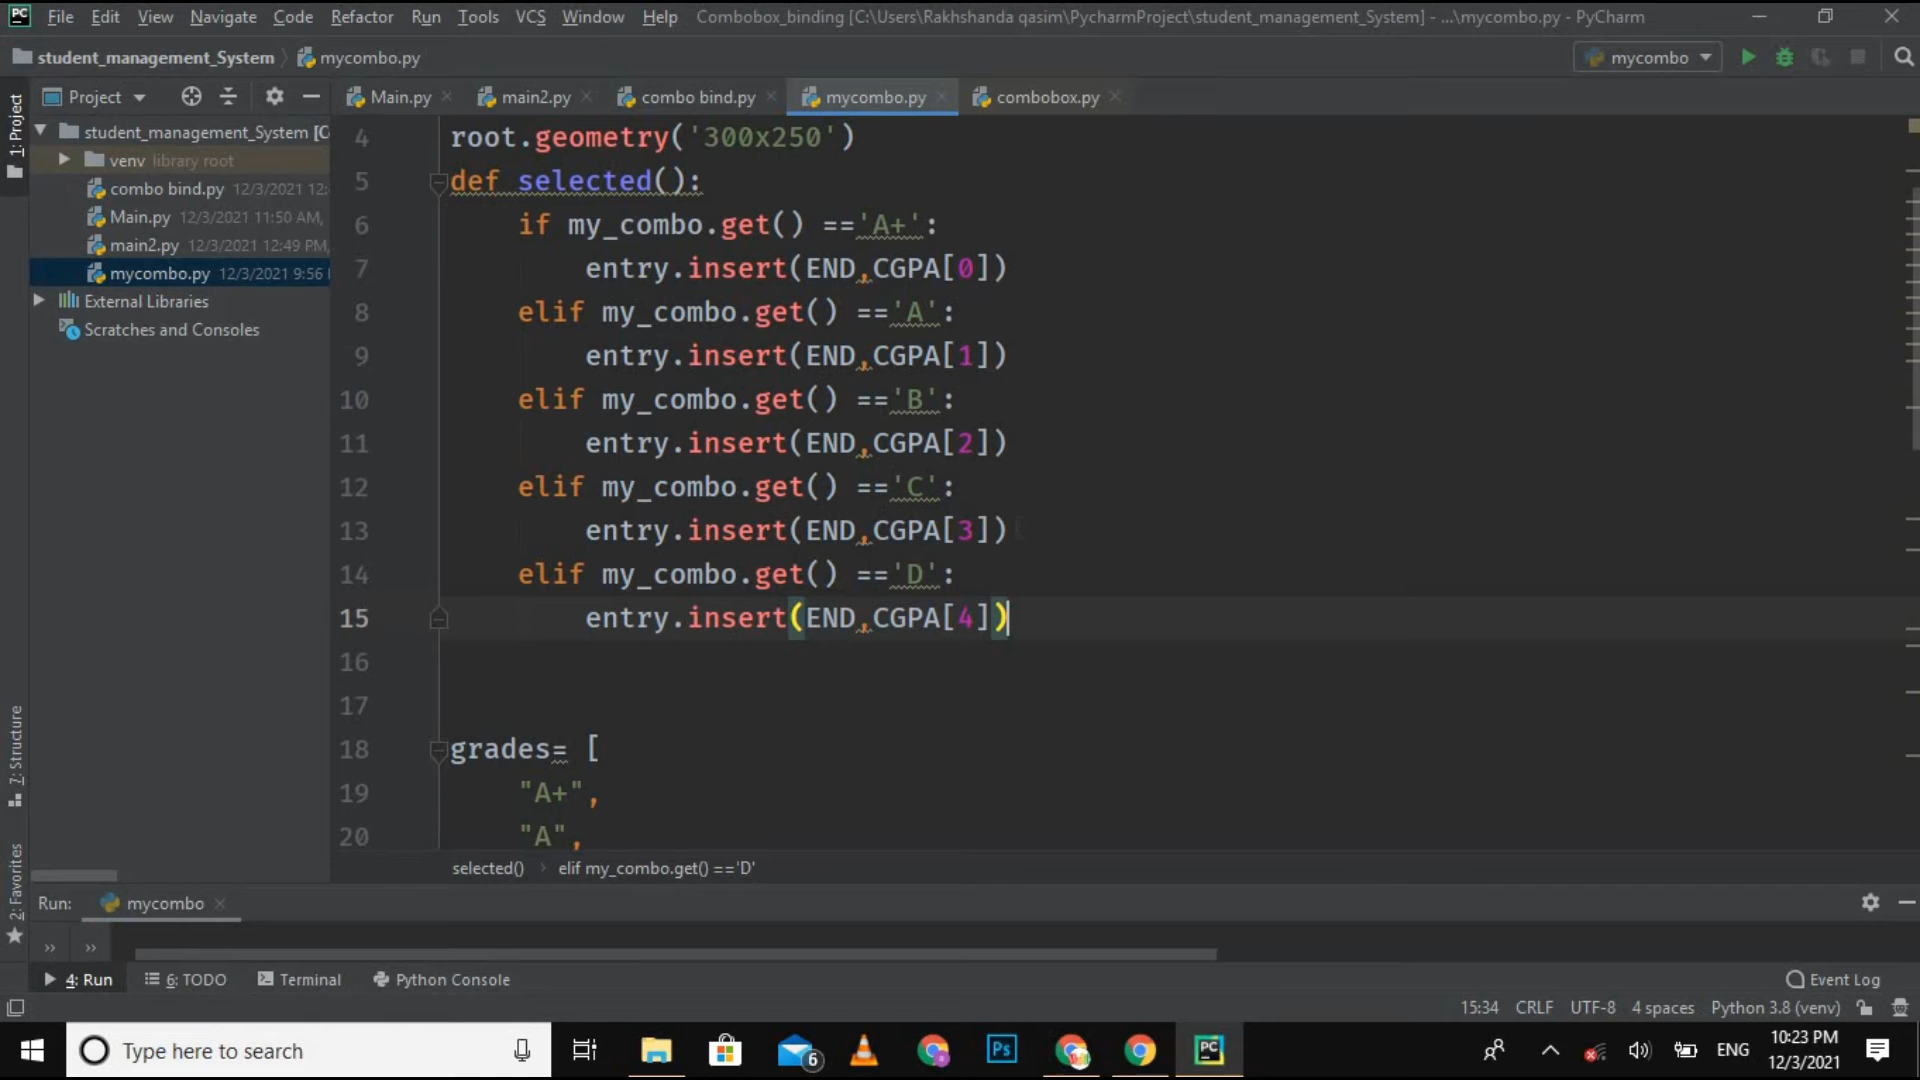 PC File Edit View Navigate Code Refactor Run Tools VCS Window Help Combobox_binding [C:\Users\Rakhshanda qasim\PycharmProject\student_management_System] - ...\mycombo.py - PyCharm
student_management_System mycombo.py mycombo
Project Main.py main2.py combo bind.py mycombo.py combobox.py
1: Project
student_management_System [C
venv library root
combo bind.py 12/3/2021 12:
Main.py 12/3/2021 11:50 AM,
main2.py 12/3/2021 12:49 PM,
mycombo.py 12/3/2021 9:56
External Libraries
Scratches and Consoles
4 root.geometry('300x250')
5 def selected():
6 if my_combo.get() =='A+':
7 entry.insert(END,CGPA[0])
8 elif my_combo.get() =='A':
9 entry.insert(END,CGPA[1])
10 elif my_combo.get() =='B':
11 entry.insert(END,CGPA[2])
12 elif my_combo.get() =='C':
13 entry.insert(END,CGPA[3])
14 elif my_combo.get() =='D':
15 entry.insert(END,CGPA[4])
16
17
18 grades= [
19 "A+",
20 "A",
selected() elif my_combo.get() =='D'
7: Structure
2: Favorites
Run: mycombo
» »
4: Run 6: TODO Terminal Python Console Event Log
15:34 CRLF UTF-8 4 spaces Python 3.8 (venv)
Type here to search 6 Ps PC ENG 10:23 PM
12/3/2021